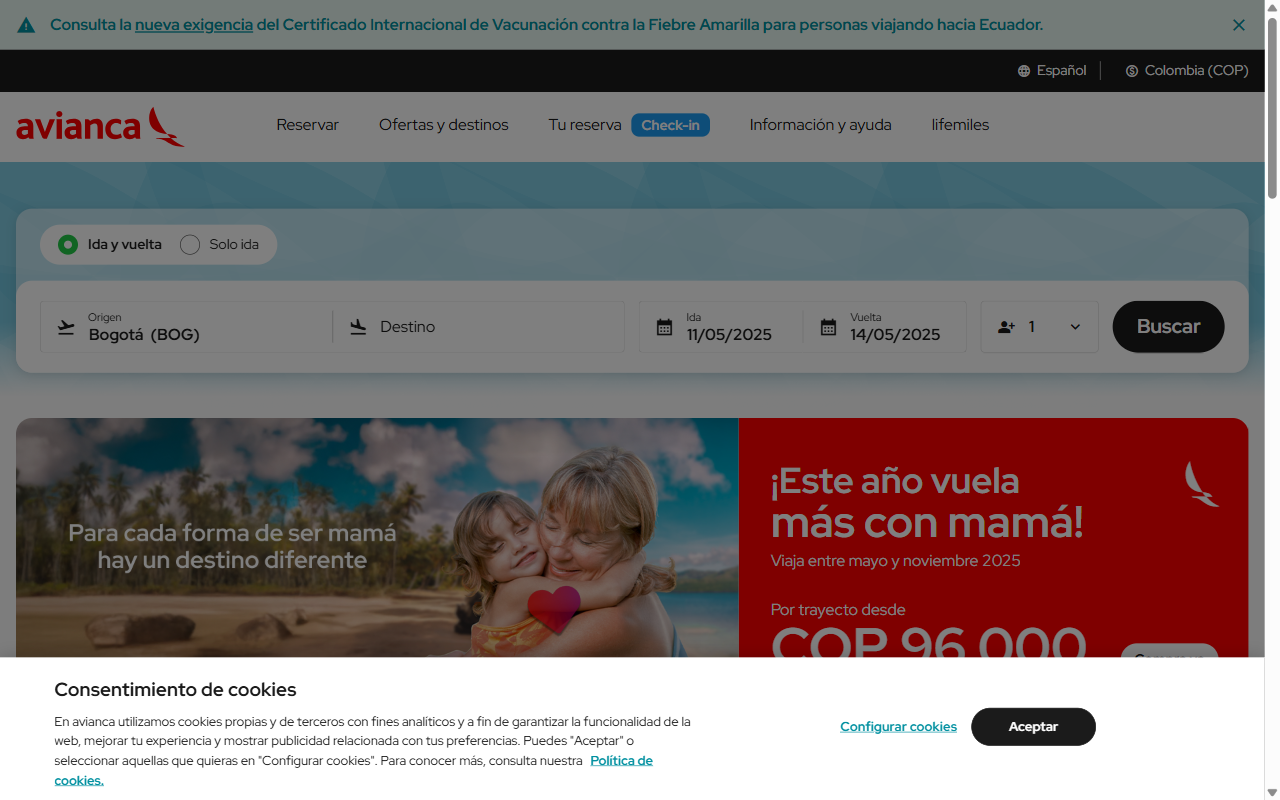 Consulta la nueva exigencia del Certificado Internacional de Vacunación contra la Fiebre Amarilla para personas viajando hacia Ecuador.
Español
Colombia (COP)
avianca
Reservar
Ofertas y destinos
Tu reserva
Check-in
Información y ayuda
lifemiles
Ida y vuelta
Solo ida
Origen
Bogotá (BOG)
Destino
Ida
11/05/2025
Vuelta
14/05/2025
1
Buscar
Para cada forma de ser mamá
hay un destino diferente
¡Este año vuela
más con mamá!
Viaja entre mayo y noviembre 2025
Por trayecto desde
COP 96.000
Consentimiento de cookies
En avianca utilizamos cookies propias y de terceros con fines analíticos y a fin de garantizar la funcionalidad de la
web, mejorar tu experiencia y mostrar publicidad relacionada con tus preferencias. Puedes "Aceptar" o
seleccionar aquellas que quieras en "Configurar cookies". Para conocer más, consulta nuestra Política de
cookies.
Configurar cookies
Aceptar